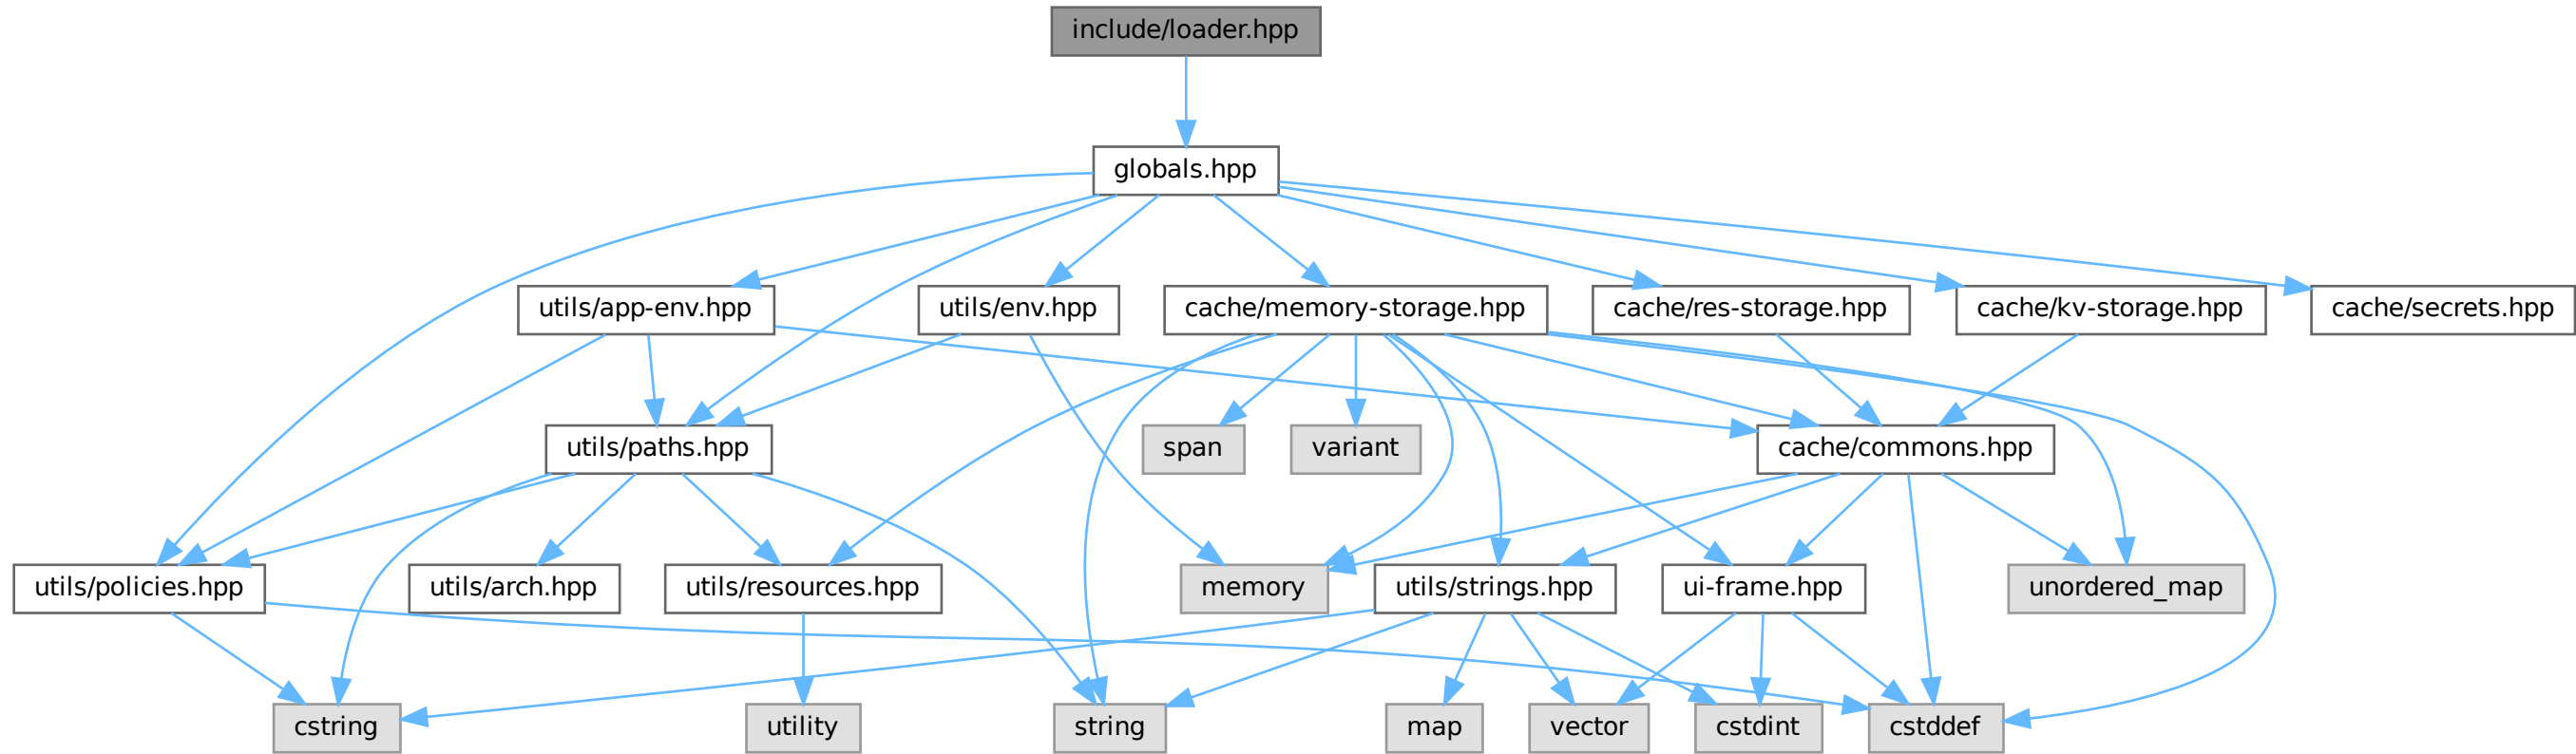 include/loader.hpp
globals.hpp
utils/app-env.hpp
utils/env.hpp
cache/memory-storage.hpp
cache/res-storage.hpp
cache/kv-storage.hpp
cache/secrets.hpp
utils/paths.hpp
span
variant
cache/commons.hpp
utils/policies.hpp
utils/arch.hpp
utils/resources.hpp
memory
utils/strings.hpp
ui-frame.hpp
unordered_map
cstring
utility
string
map
vector
cstdint
cstddef